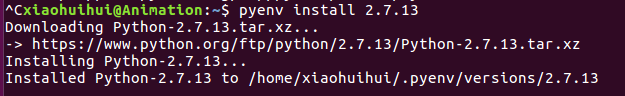 ^Cxiaohuihui@Animation:~$ pyenv install 2.7.13
Downloading Python-2.7.13.tar.xz...
-> https://www.python.org/ftp/python/2.7.13/Python-2.7.13.tar.xz
Installing Python-2.7.13...
Installed Python-2.7.13 to /home/xiaohuihui/.pyenv/versions/2.7.13